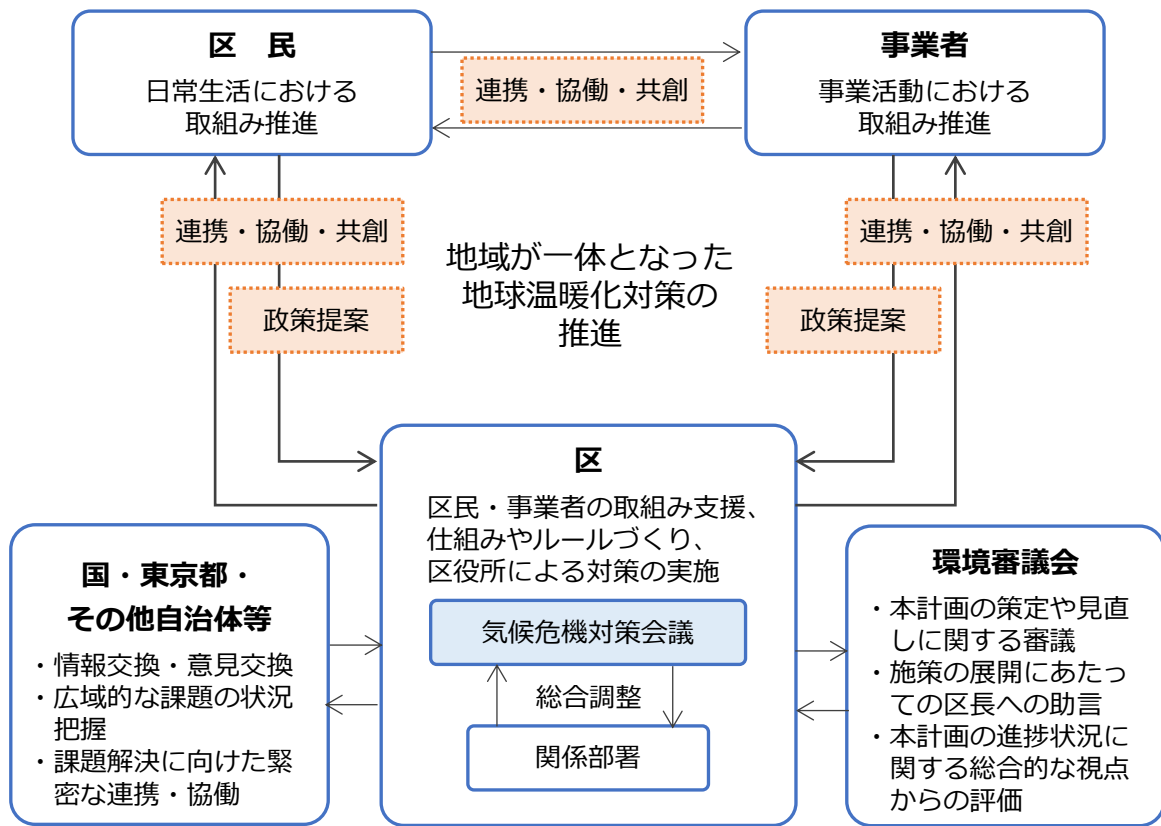 区　民
日常生活における
取組み推進
連携・協働・共創
事業者
事業活動における
取組み推進
連携・協働・共創
政策提案
地域が一体となった
地球温暖化対策の
推進
連携・協働・共創
政策提案
区
区民・事業者の取組み支援、
仕組みやルールづくり、
区役所による対策の実施
気候危機対策会議
総合調整
関係部署
国・東京都・
その他自治体等
・情報交換・意見交換
・広域的な課題の状況
把握
・課題解決に向けた緊
密な連携・協働
環境審議会
・本計画の策定や見直
しに関する審議
・施策の展開にあたっ
ての区長への助言
・本計画の進捗状況に
関する総合的な視点
からの評価